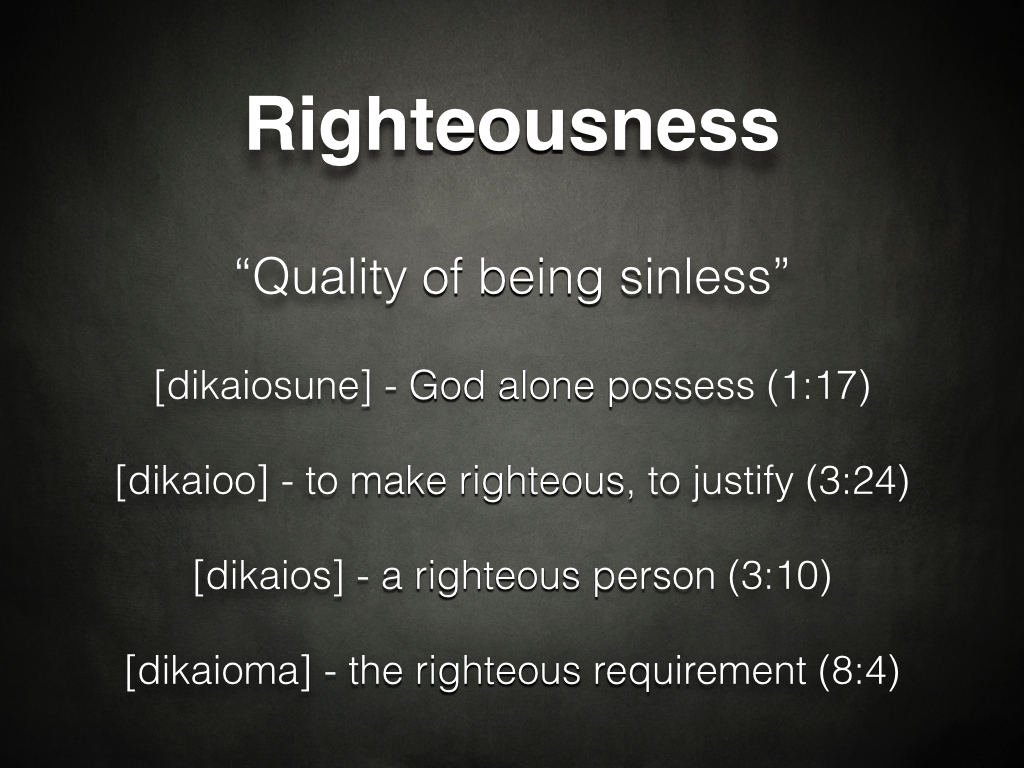 Righteousness
“Quality of being sinless”
[dikaiosune] - God alone possess (1:17)
[dikaioo] - to make righteous, to justify (3:24)
[dikaios] - a righteous person (3:10)
[dikaioma] - the righteous requirement (8:4)